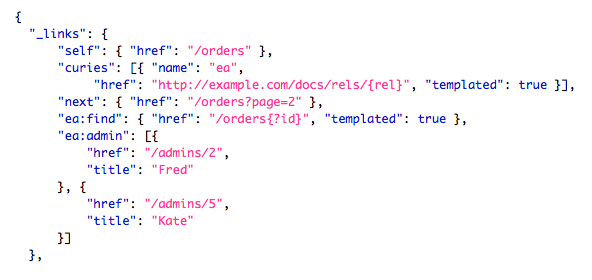 {
  "_links": {
      "self": { "href": "/orders" },
      "curies": [{ "name": "ea",
           "href": "http://example.com/docs/rels/{rel}", "templated": true }],
      "next": { "href": "/orders?page=2" },
      "ea:find": { "href": "/orders{?id}", "templated": true },
      "ea:admin": [{
          "href": "/admins/2",
          "title": "Fred"
      }, {
          "href": "/admins/5",
          "title": "Kate"
      }]
  },